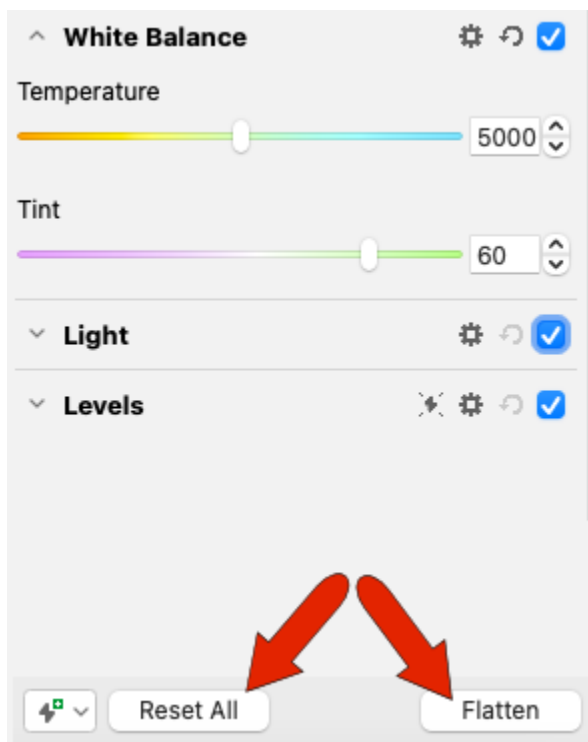 White Balance
Temperature
5000
Tint
60
Light
Levels
Reset All
Flatten